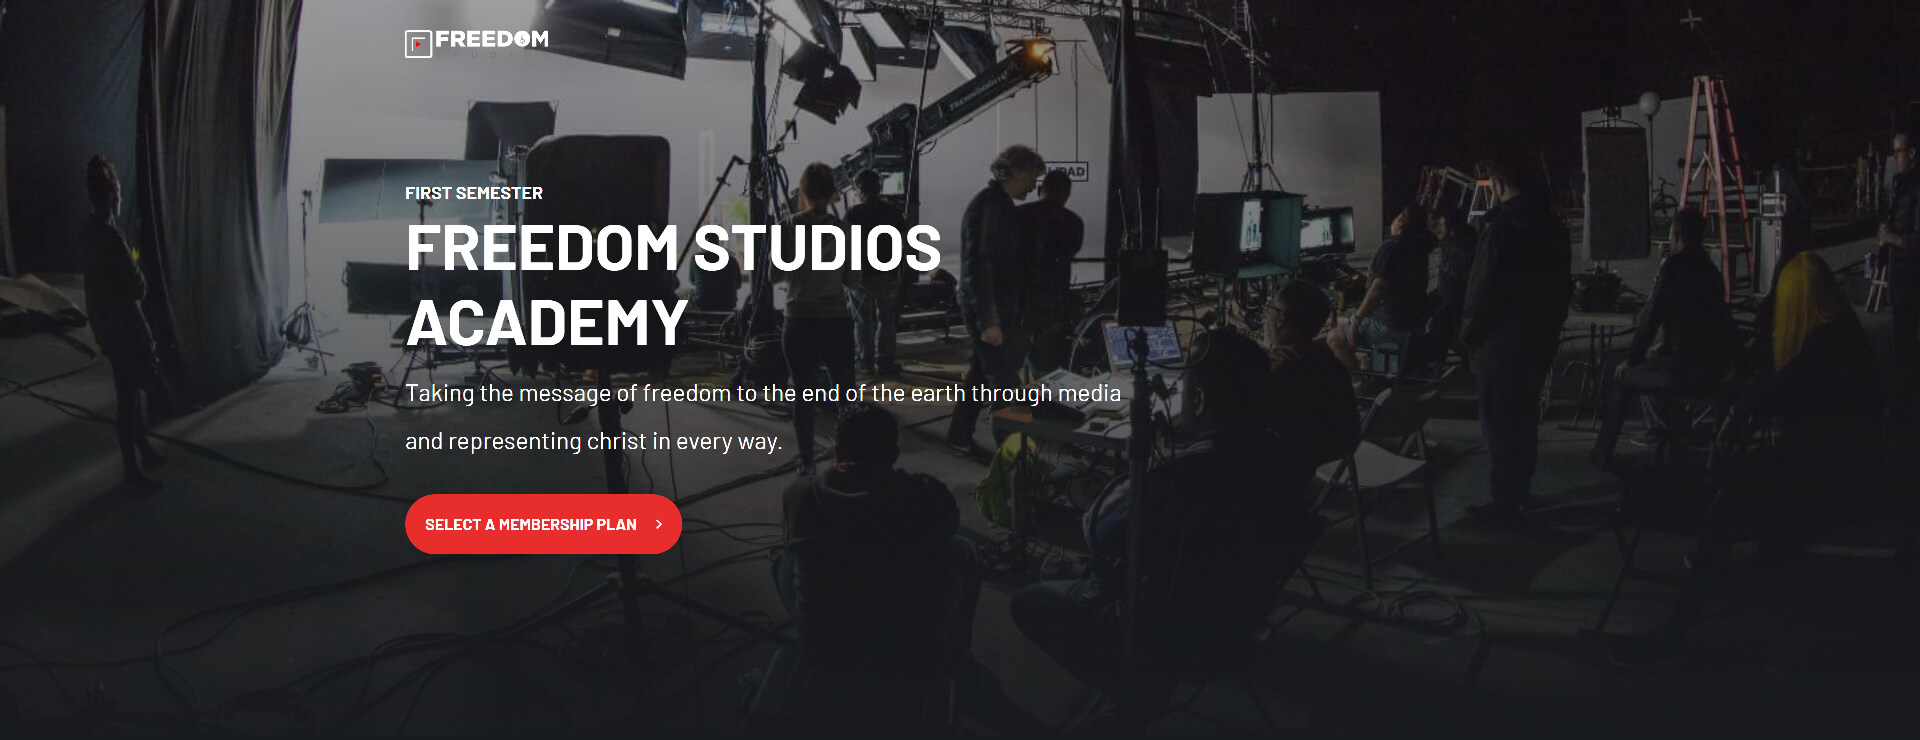 FREEDOM
FIRST SEMESTER
FREEDOM STUDIOS
ACADEMY
Taking the message of freedom to the end of the earth through media
and representing christ in every way.
SELECT A MEMBERSHIP PLAN